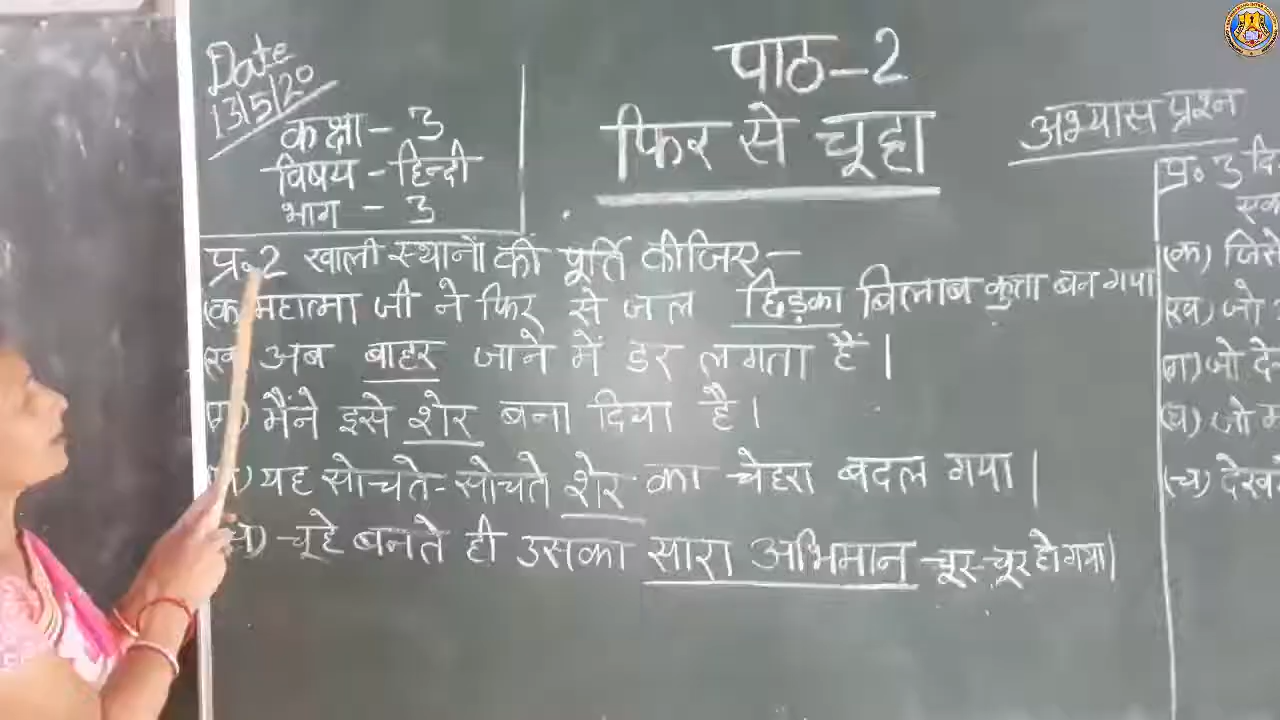 Date
13/5/20
कक्षा - 3
विषय - हिन्दी
भाग - 3
पाठ-2
फिर से चूहा
अभ्यास प्रश्न
प्र॰2 खाली स्थानों की पूर्ति कीजिए-
(क) महात्मा जी ने फिर से जल छिड़का बिलाब कुत्ता बन गया
(ख) अब बाहर जाने में डर लगता है।
(ग) मैंने इसे शेर बना दिया है।
यह सोचते-सोचते शेर का चेहरा बदल गया।
चूहे बनते ही उसका सारा अभिमान चूर-चूर हो गया।
प्र॰ 3
(क)
(ख) जो
(ग) जो
(घ) जो
(च)